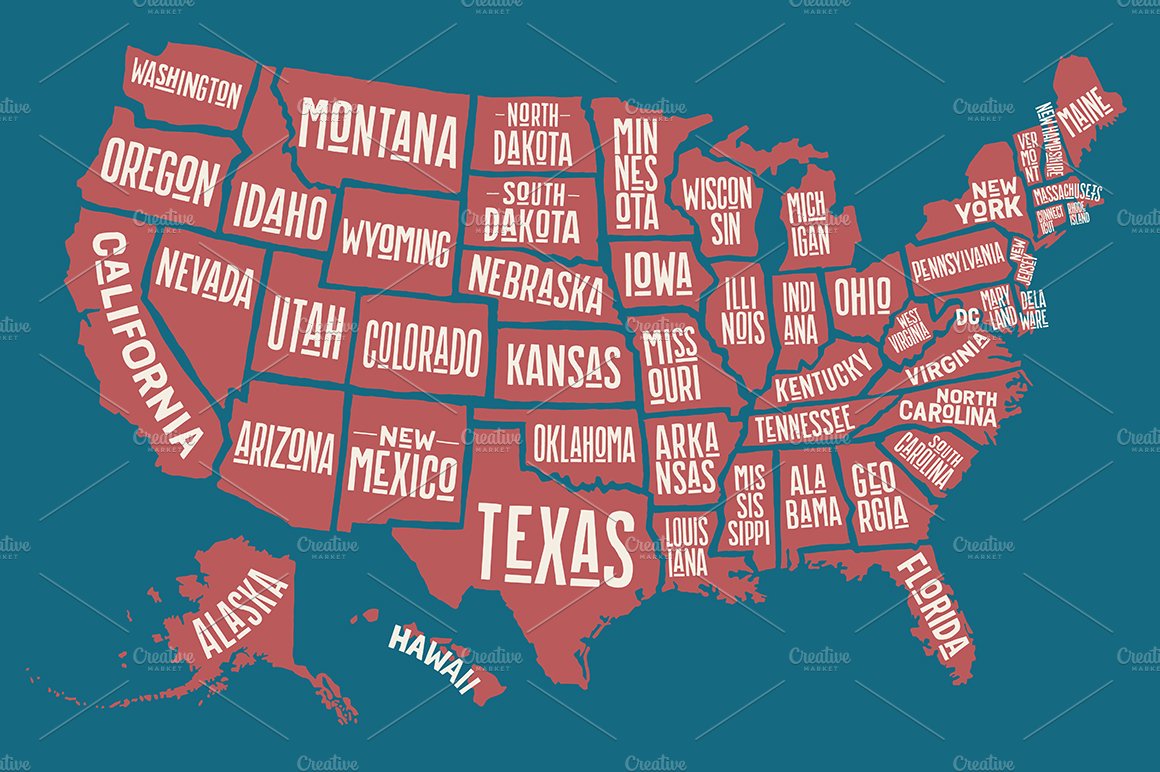 WASHINGTON
OREGON
CALIFORNIA
NEVADA
IDAHO
MONTANA
WYOMING
UTAH
COLORADO
ARIZONA
NEW
MEXICO
NORTH
DAKOTA
SOUTH
DAKOTA
NEBRASKA
KANSAS
OKLAHOMA
TEXAS
MIN
NES
OTA
IOWA
MISS
OURI
ARKA
NSAS
LOUIS
IANA
WISCON
SIN
ILLI
NOIS
MICH
IGAN
INDI
ANA
OHIO
KENTUCKY
TENNESSEE
MIS
SIS
SIPPI
ALA
BAMA
GEO
RGIA
FLORIDA
SOUTH
CAROLINA
NORTH
CAROLINA
VIRGINIA
WEST
VIRGINIA
DC
MARY
LAND
DELA
WARE
PENNSYLVANIA
NEW
JERSEY
NEW
YORK
CONNECT
ICUT
RHODE
ISLAND
MASSACHUSETS
VER
MO
NT
NEW HAMPSHIRE
MAINE
ALASKA
HAWAII
Creative
MARKET